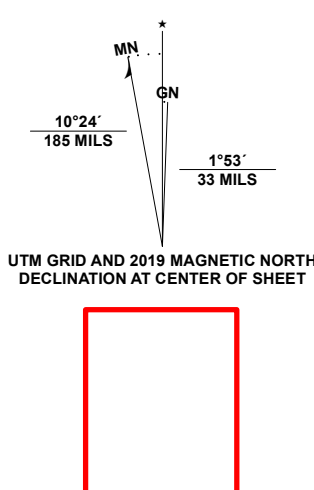 MN
GN
10°24´
185 MILS
1°53´
33 MILS
UTM GRID AND 2019 MAGNETIC NORTH
DECLINATION AT CENTER OF SHEET